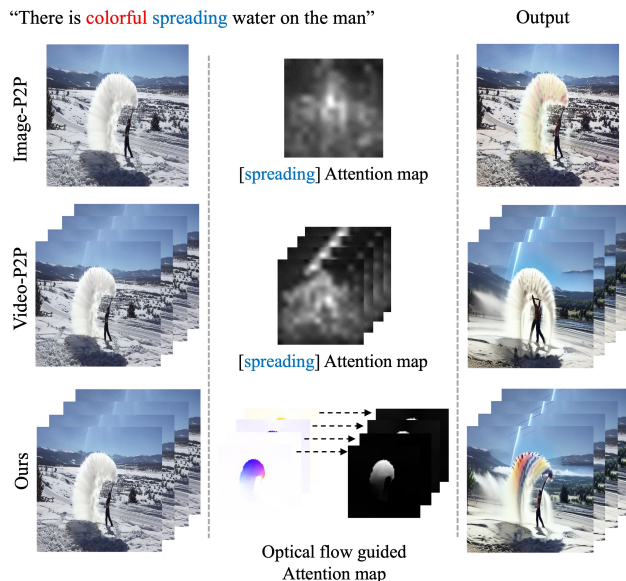 “There is colorful spreading water on the man”
Output
Image-P2P
[spreading] Attention map
Video-P2P
[spreading] Attention map
Ours
Optical flow guided
Attention map